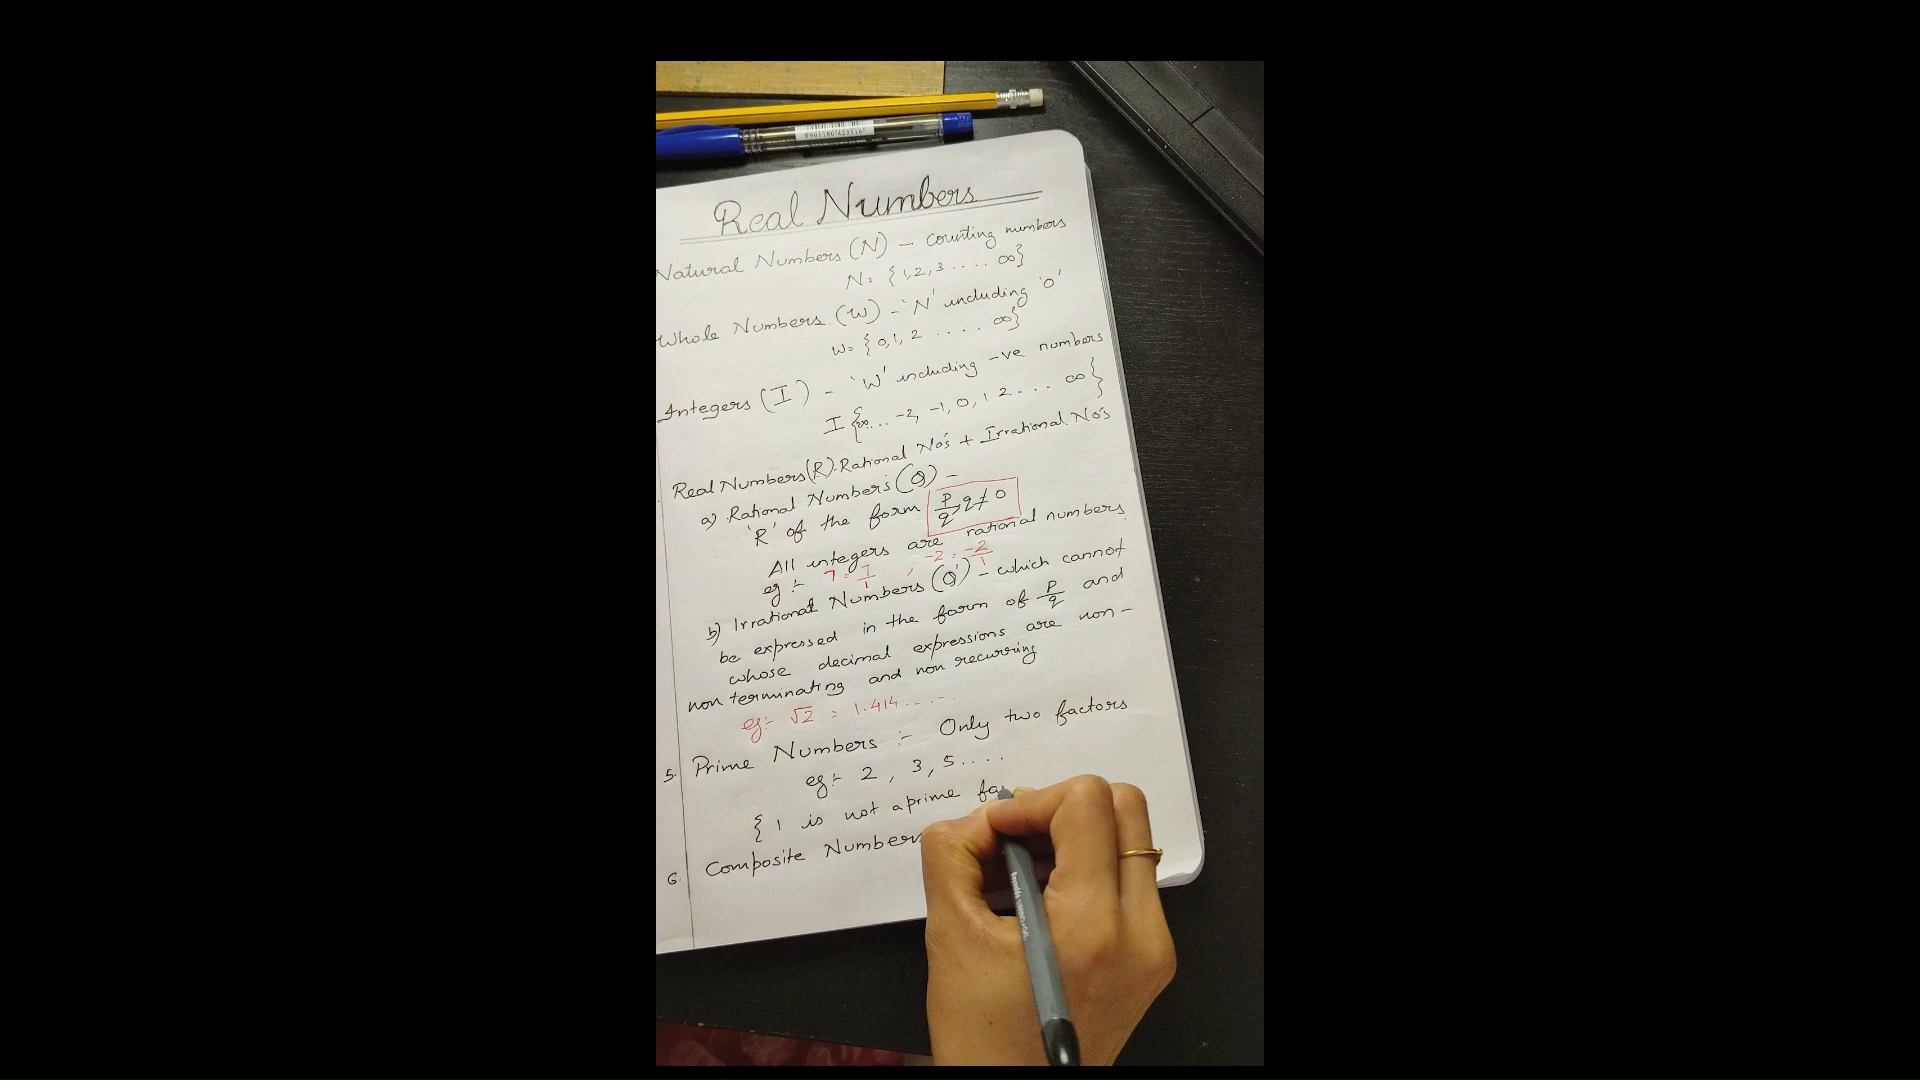 8901180423516
Real Numbers
Natural Numbers (N) - Counting numbers
N = {1, 2, 3 .... ∞}
Whole Numbers (W) - 'N' including '0'
W = {0, 1, 2 ..... ∞}
Integers (I) - 'W' including -ve numbers
I {∞... -2, -1, 0, 1 2 .... ∞}
Real Numbers (R) - Rational No's + Irrational No's
a) Rational Numbers (Q) -
'R' of the form p/q, q ≠ 0
All integers are rational numbers.
eg :- 7 = 7/1 , -2 = -2/1
b) Irrational Numbers (Q') - which cannot
be expressed in the form of P/q and
whose decimal expressions are non-
non terminating and non recurring
eg:- √2 = 1.414......
5. Prime Numbers :- Only two factors
eg:- 2, 3, 5....
{ 1 is not a prime fa
6. Composite Numbers